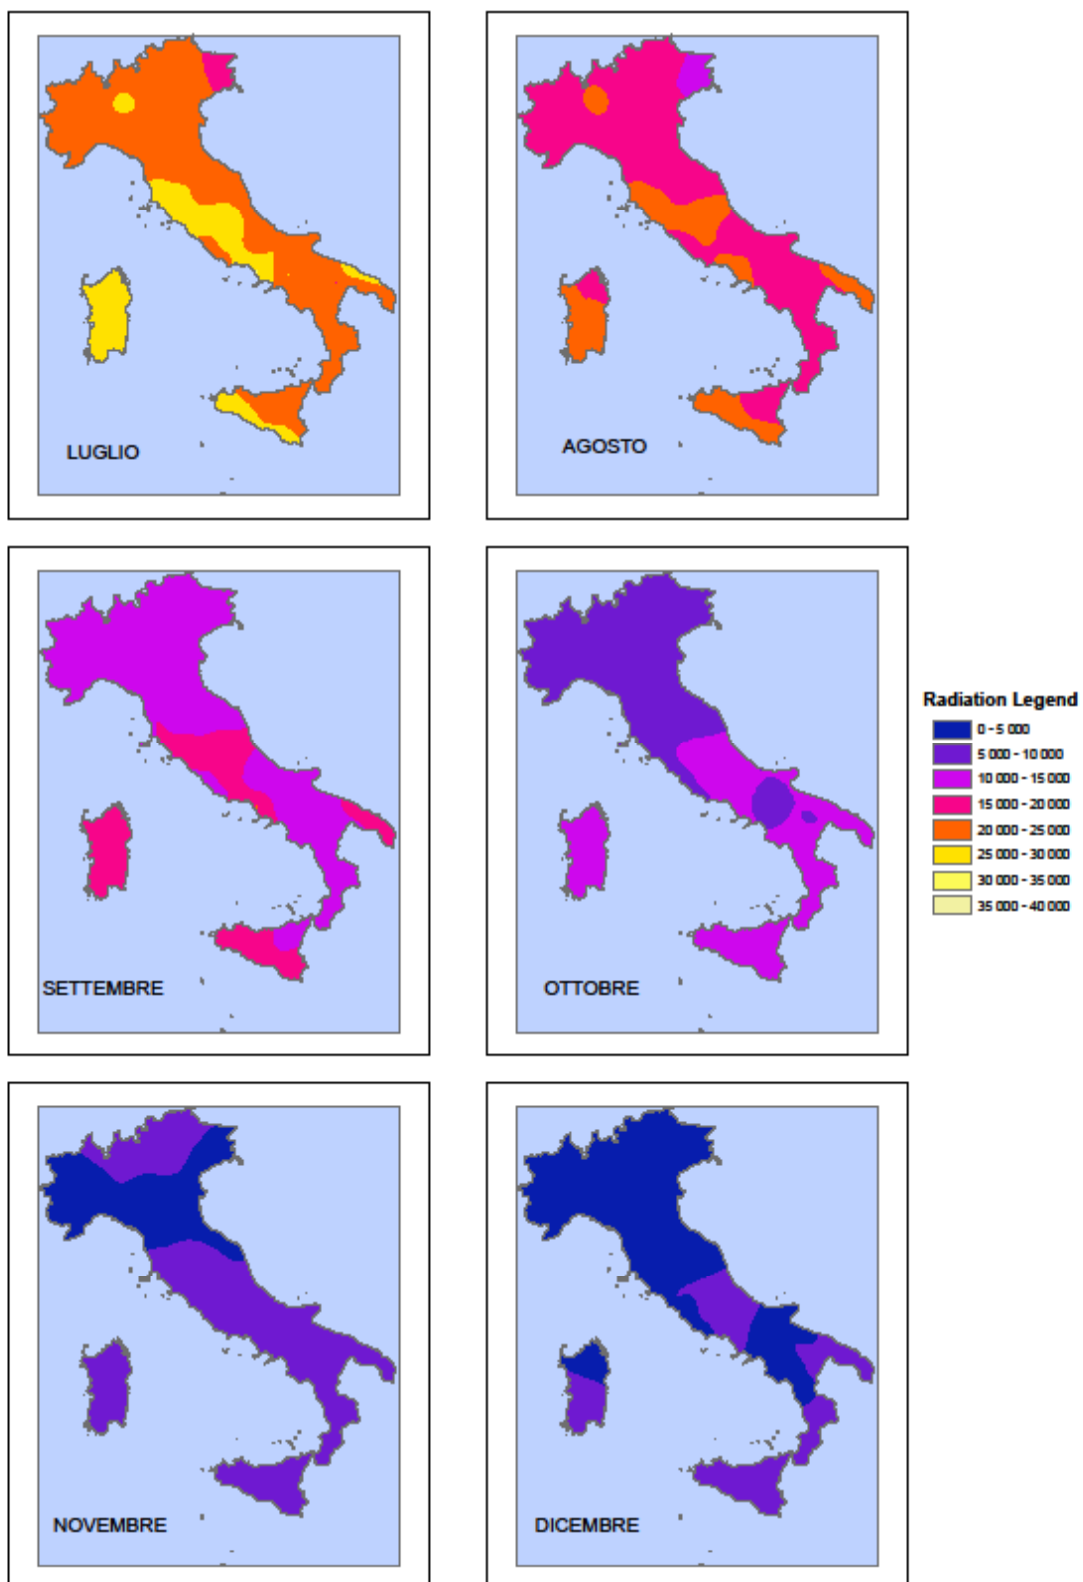 LUGLIO
AGOSTO
SETTEMBRE
OTTOBRE
Radiation Legend
0 - 5 000
5 000 - 10 000
10 000 - 15 000
15 000 - 20 000
20 000 - 25 000
25 000 - 30 000
30 000 - 35 000
35 000 - 40 000
NOVEMBRE
DICEMBRE